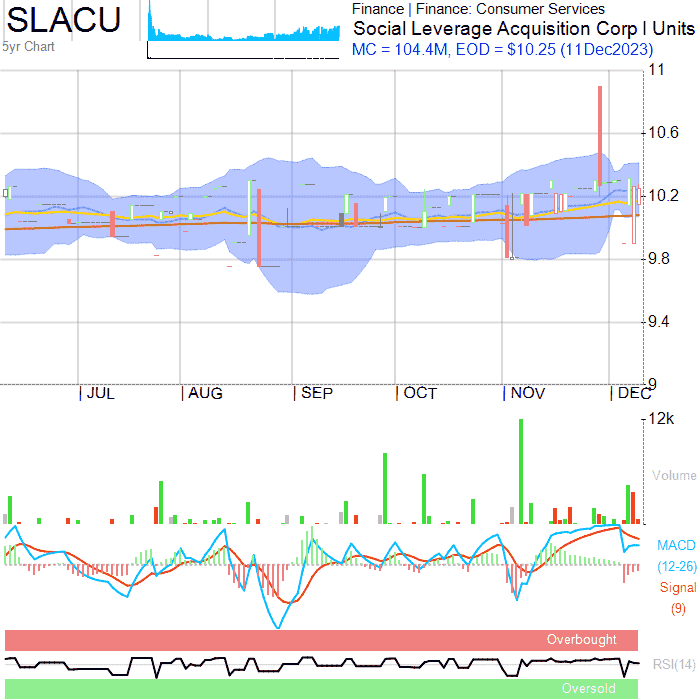 SLACU
5yr Chart
Finance | Finance: Consumer Services
Social Leverage Acquisition Corp I Units
MC = 104.4M, EOD = $10.25 (11Dec2023)
11
10.6
10.2
9.8
9.4
9
| JUL | AUG | SEP | OCT | NOV | DEC
12k
Volume
MACD
(12-26)
Signal
(9)
Overbought
RSI(14)
Oversold